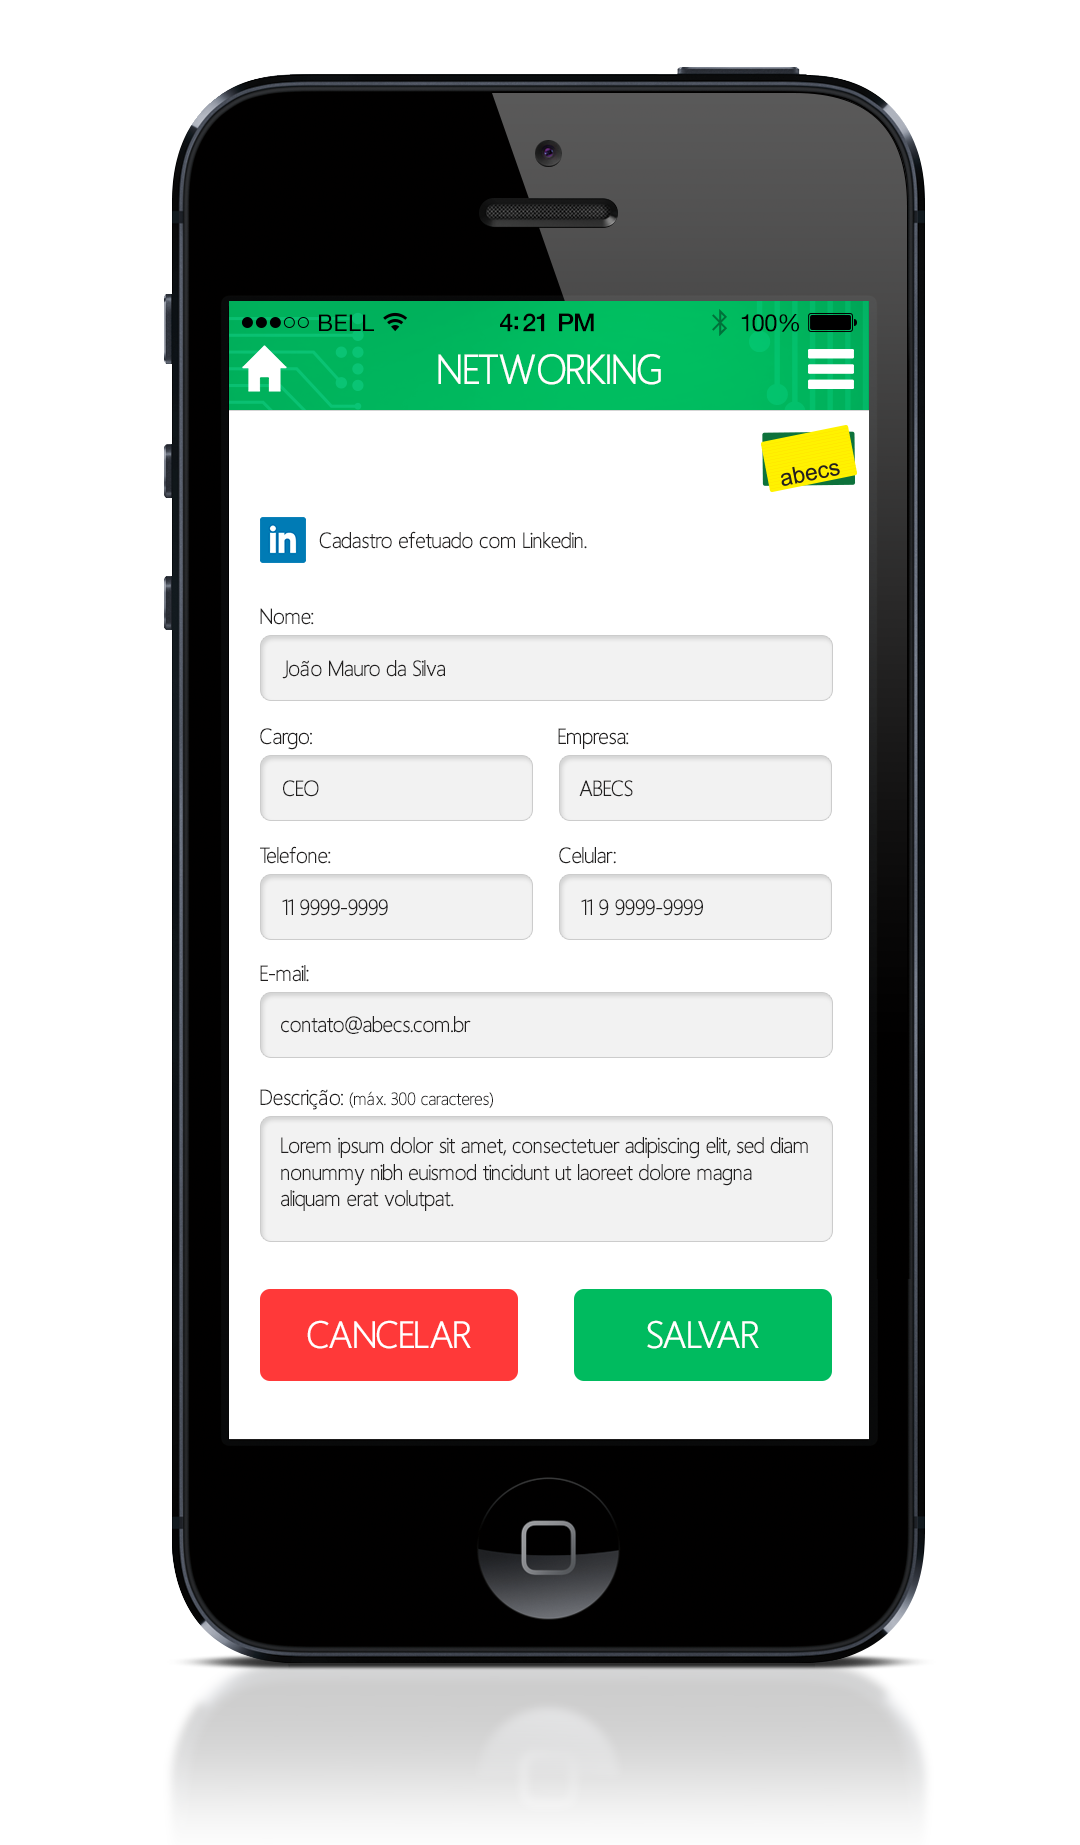 BELL 4:21 PM 100%
NETWORKING
abecs
in Cadastro efetuado com Linkedin.
Nome:
João Mauro da Silva
Cargo: Empresa:
CEO ABECS
Telefone: Celular:
11 9999-9999 11 9 9999-9999
E-mail:
contato@abecs.com.br
Descrição: (máx. 300 caracteres)
Lorem ipsum dolor sit amet, consectetuer adipiscing elit, sed diam
nonummy nibh euismod tincidunt ut laoreet dolore magna
aliquam erat volutpat.
CANCELAR SALVAR